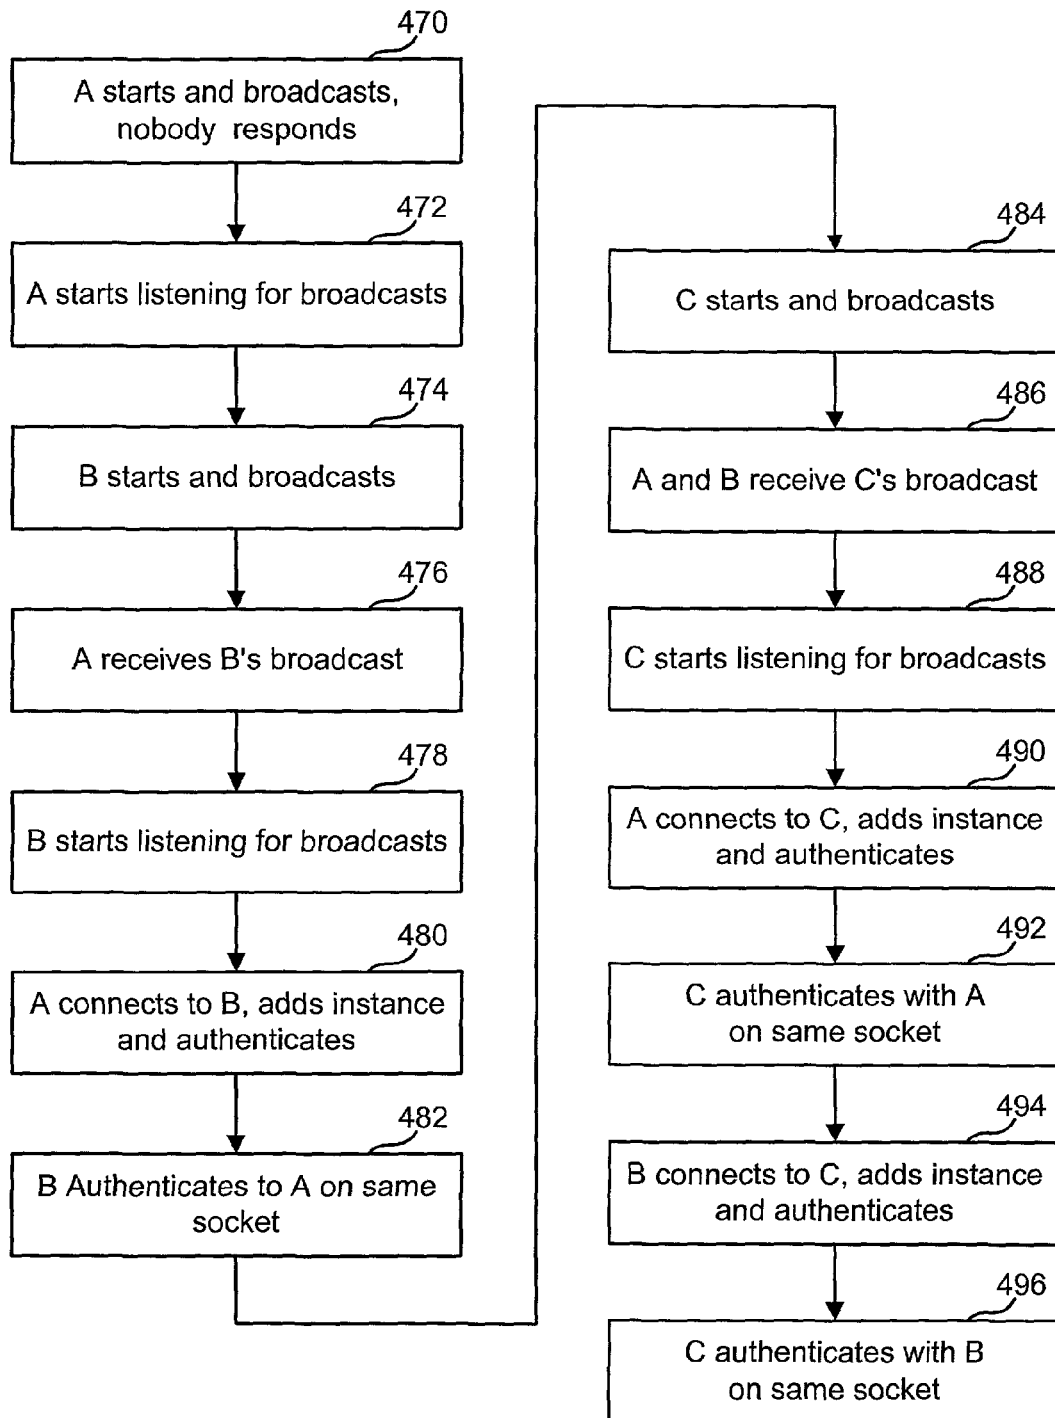 470
A starts and broadcasts,
nobody responds
472
A starts listening for broadcasts
474
B starts and broadcasts
476
A receives B's broadcast
478
B starts listening for broadcasts
480
A connects to B, adds instance
and authenticates
482
B Authenticates to A on same
socket
484
C starts and broadcasts
486
A and B receive C's broadcast
488
C starts listening for broadcasts
490
A connects to C, adds instance
and authenticates
492
C authenticates with A
on same socket
494
B connects to C, adds instance
and authenticates
496
C authenticates with B
on same socket